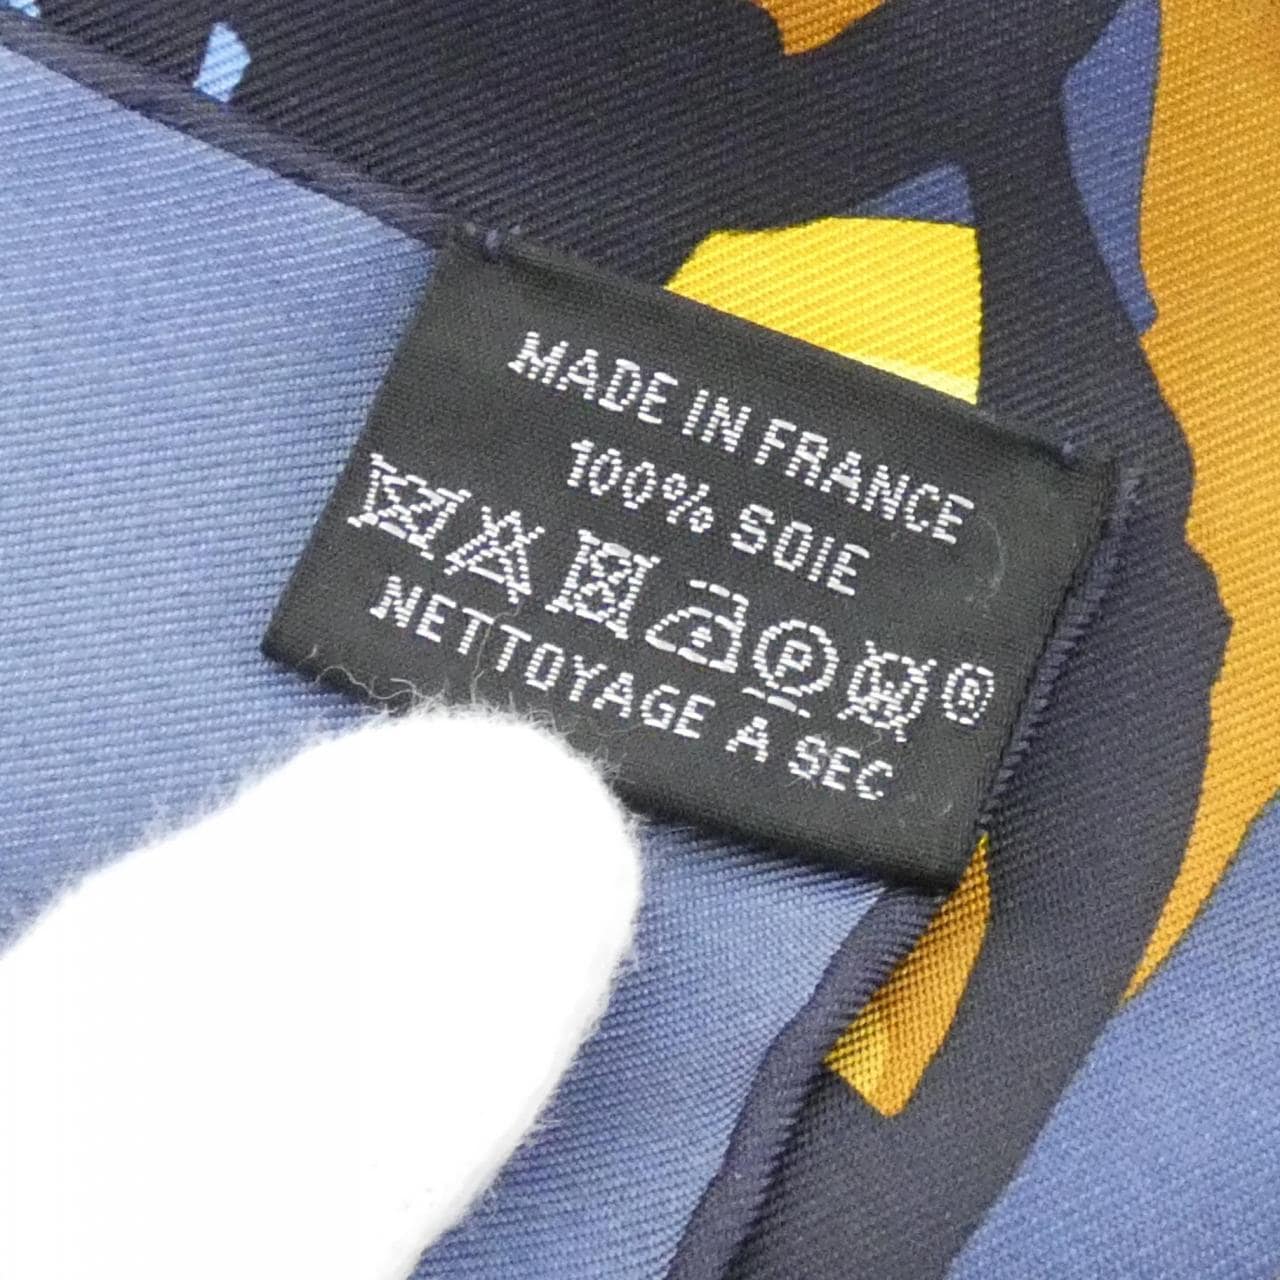 MADE IN FRANCE
100% SOIE
P W ®
NETTOYAGE A SEC